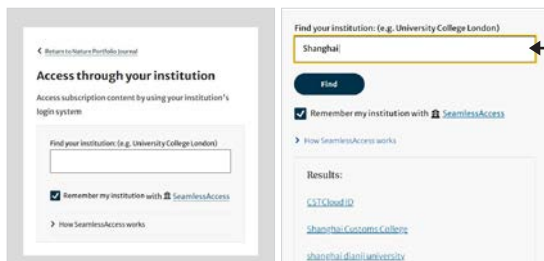 Return to Nature Portfolio Journal
Access through your institution
Access subscription content by using your institution's
login system
Find your institution: (e.g. University College London)
Remember my institution with SeamlessAccess
How SeamlessAccess works
Find your institution: (e.g. University College London)
Shanghai
Find
Remember my institution with SeamlessAccess
How SeamlessAccess works
Results:
CSTCloud ID
Shanghai Customs College
shanghai dianli university